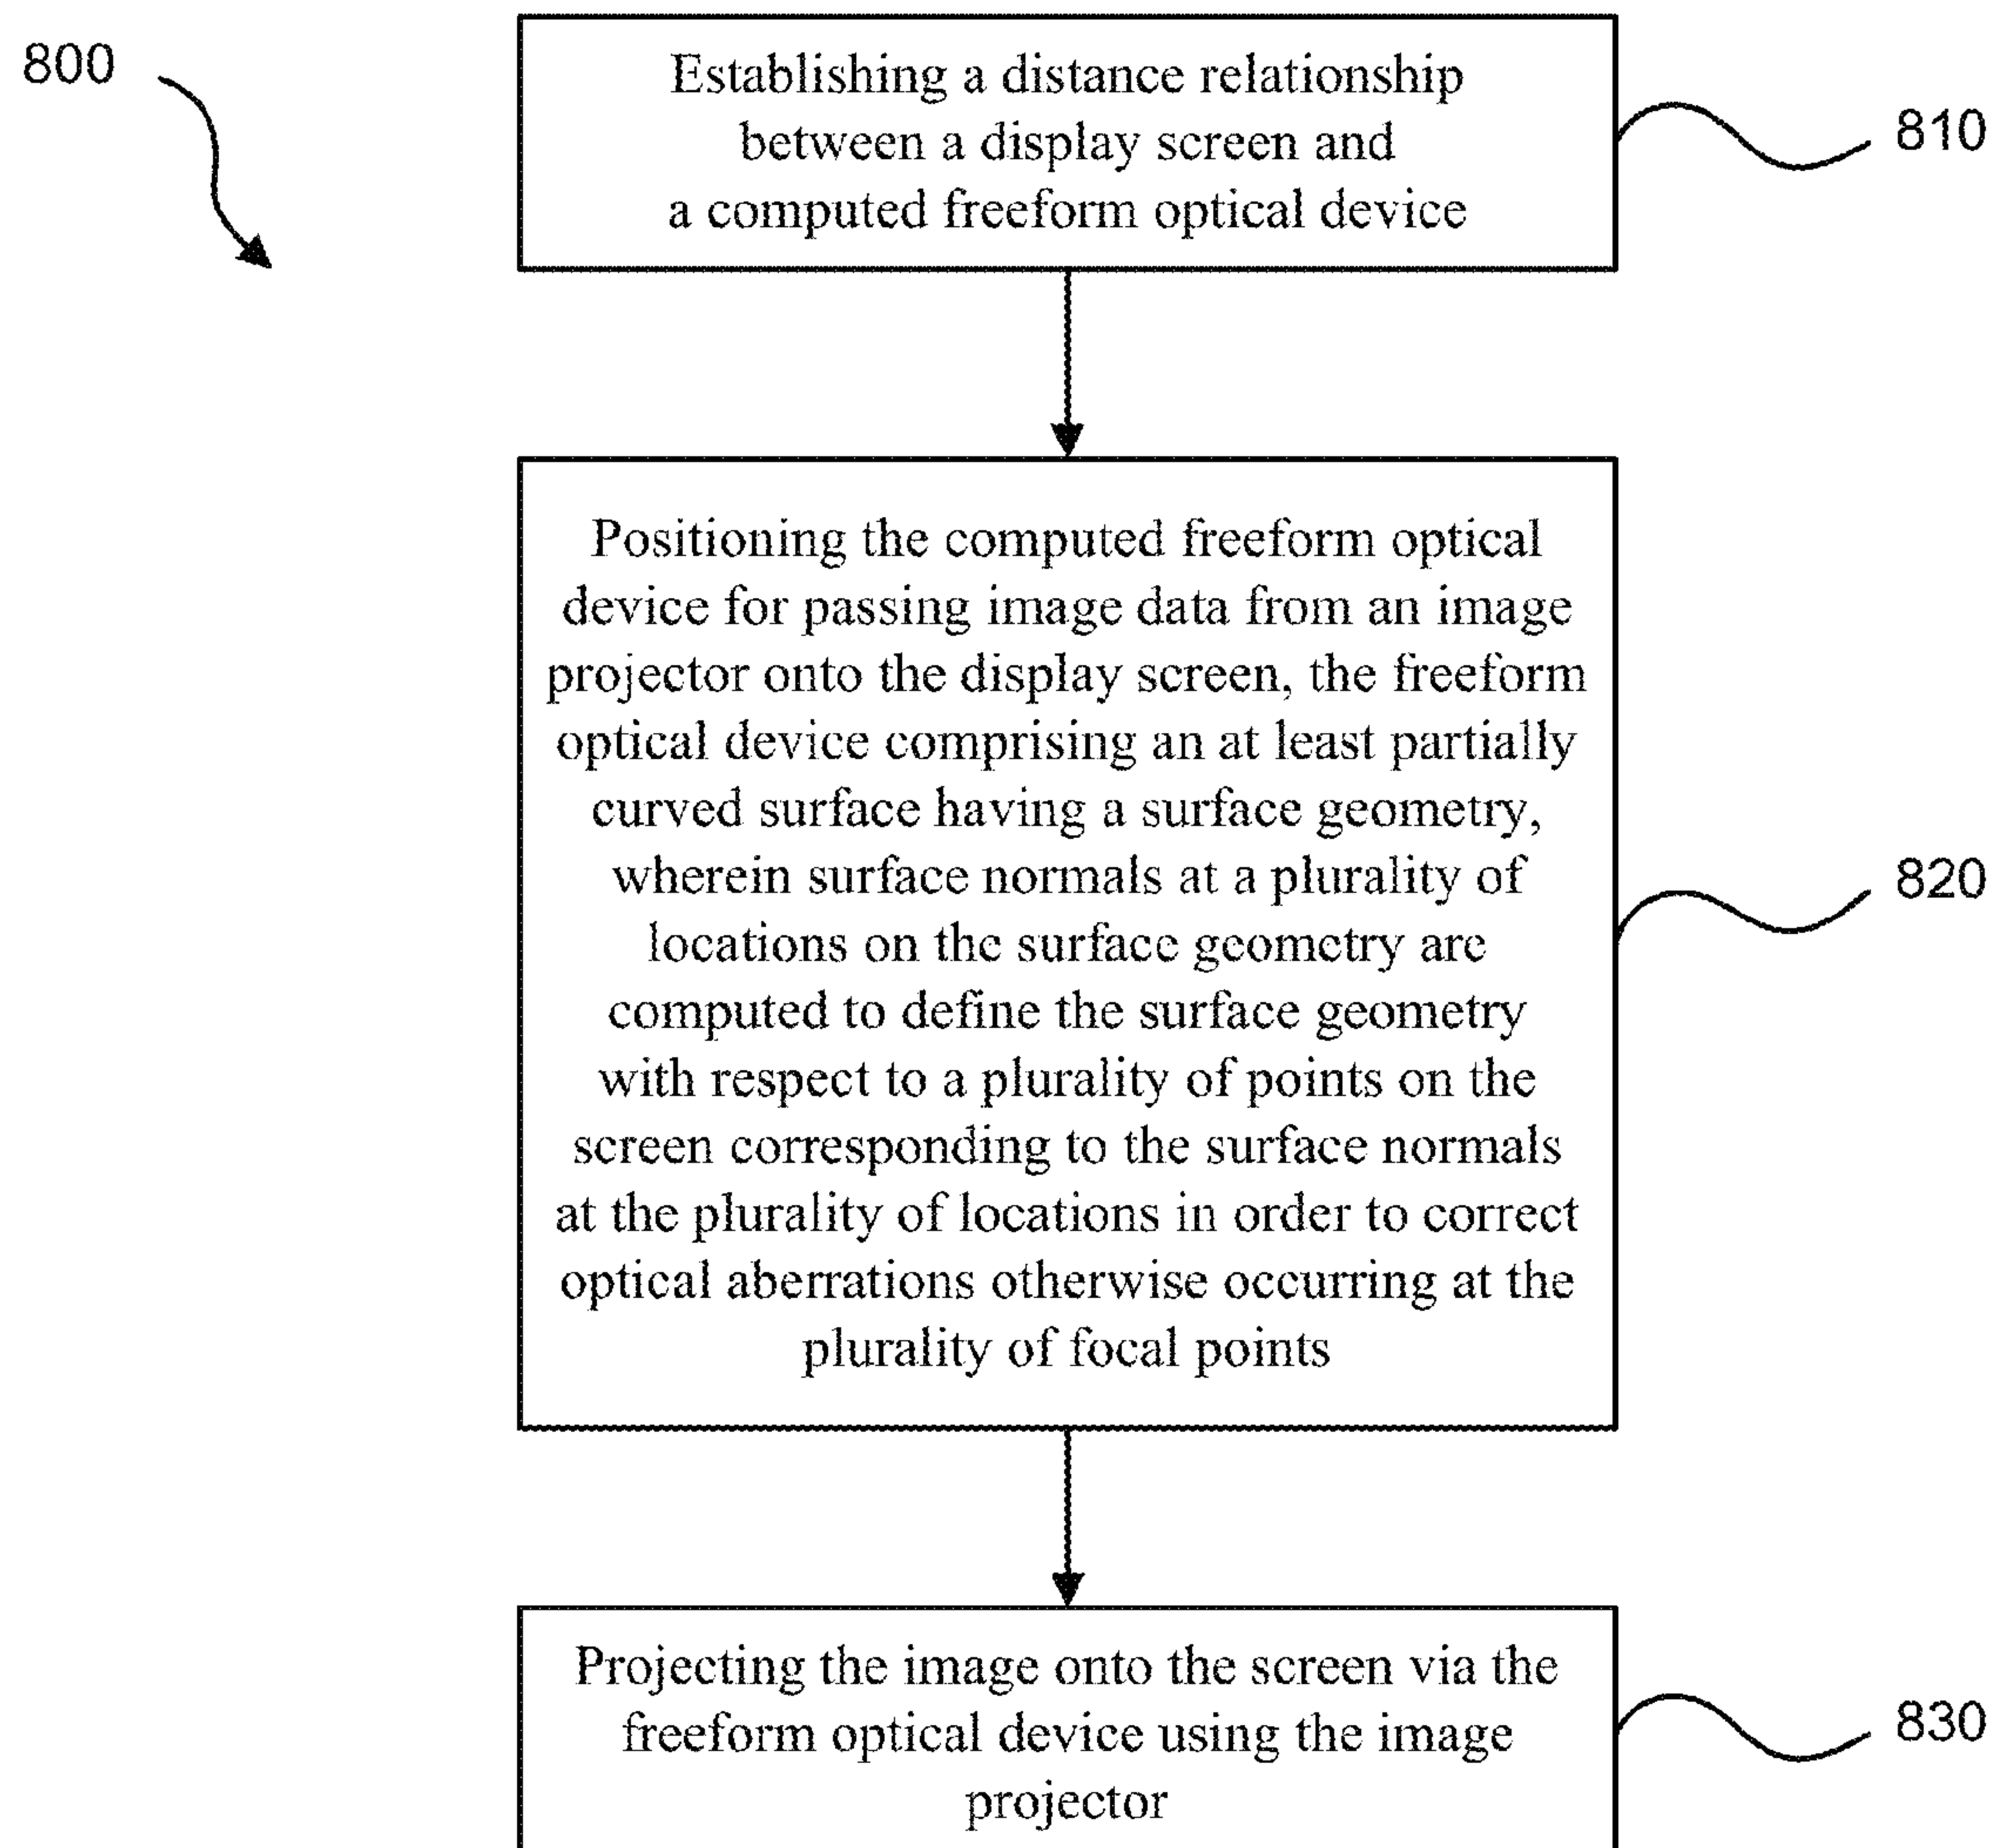 800
Establishing a distance relationship
between a display screen and
a computed freeform optical device
810
Positioning the computed freeform optical
device for passing image data from an image
projector onto the display screen, the freeform
optical device comprising an at least partially
curved surface having a surface geometry,
wherein surface normals at a plurality of
locations on the surface geometry are
computed to define the surface geometry
with respect to a plurality of points on the
screen corresponding to the surface normals
at the plurality of locations in order to correct
optical aberrations otherwise occurring at the
plurality of focal points
820
Projecting the image onto the screen via the
freeform optical device using the image
projector
830